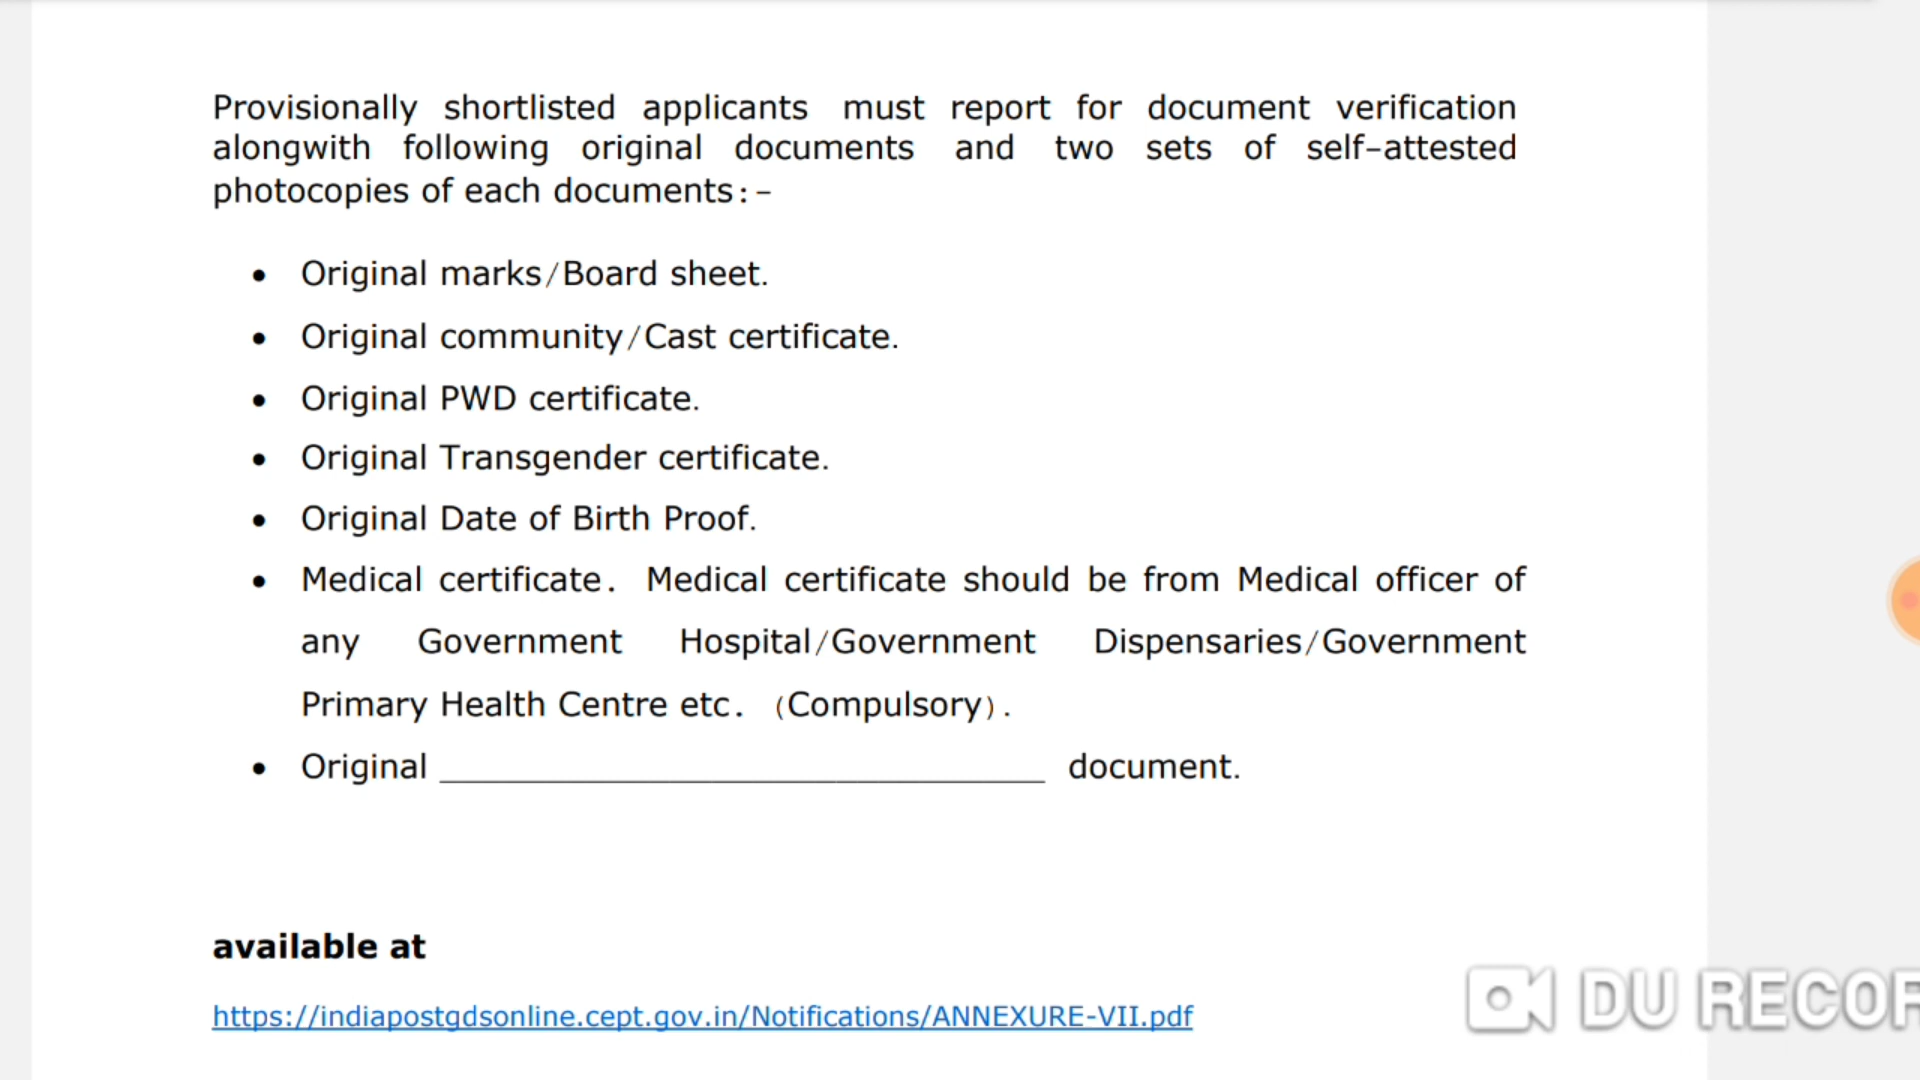 Provisionally shortlisted applicants must report for document verification
alongwith following original documents and two sets of self-attested
photocopies of each documents:-
• Original marks/Board sheet.
• Original community/Cast certificate.
• Original PWD certificate.
• Original Transgender certificate.
• Original Date of Birth Proof.
• Medical certificate. Medical certificate should be from Medical officer of
any Government Hospital/Government Dispensaries/Government
Primary Health Centre etc. (Compulsory).
• Original ______________________________ document.
available at
https://indiapostgdsonline.cept.gov.in/Notifications/ANNEXURE-VII.pdf
DU RECOR